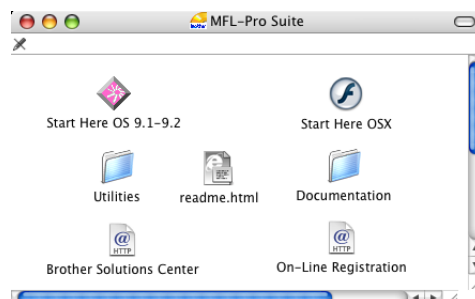 brother MFL-Pro Suite
Start Here OS 9.1-9.2
Start Here OSX
Utilities
readme.html
Documentation
@
HTTP
@
HTTP
Brother Solutions Center
On-Line Registration